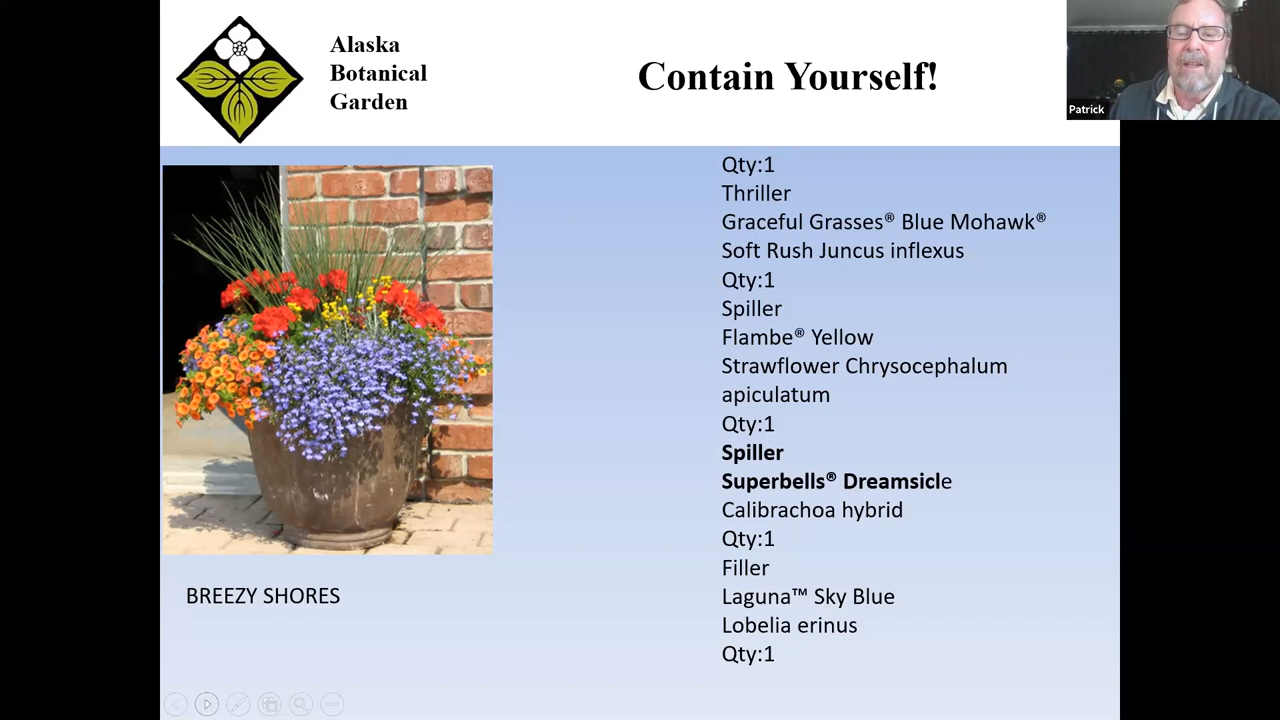 Alaska
Botanical
Garden
Contain Yourself!
Patrick
Qty:1
Thriller
Graceful Grasses® Blue Mohawk®
Soft Rush Juncus inflexus
Qty:1
Spiller
Flambe® Yellow
Strawflower Chrysocephalum
apiculatum
Qty:1
Spiller
Superbells® Dreamsicle
Calibrachoa hybrid
Qty:1
Filler
Laguna™ Sky Blue
Lobelia erinus
Qty:1
BREEZY SHORES